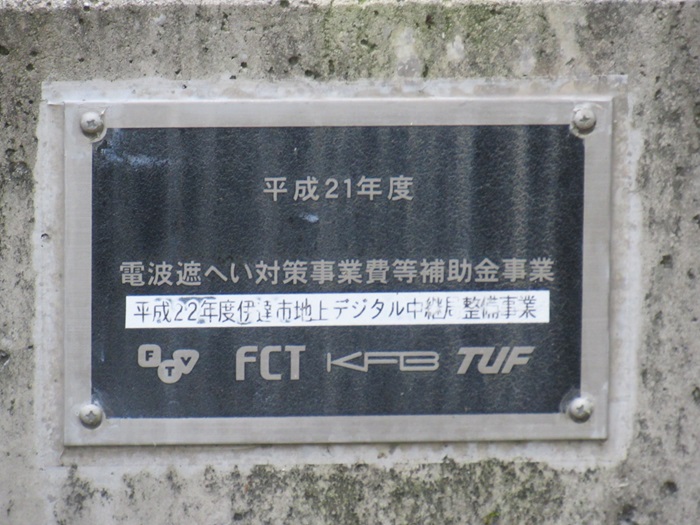 平成21年度
電波遮へい対策事業費等補助金事業
平成22年度伊達市地上デジタル中継局整備事業
FTV FCT KFB TUF